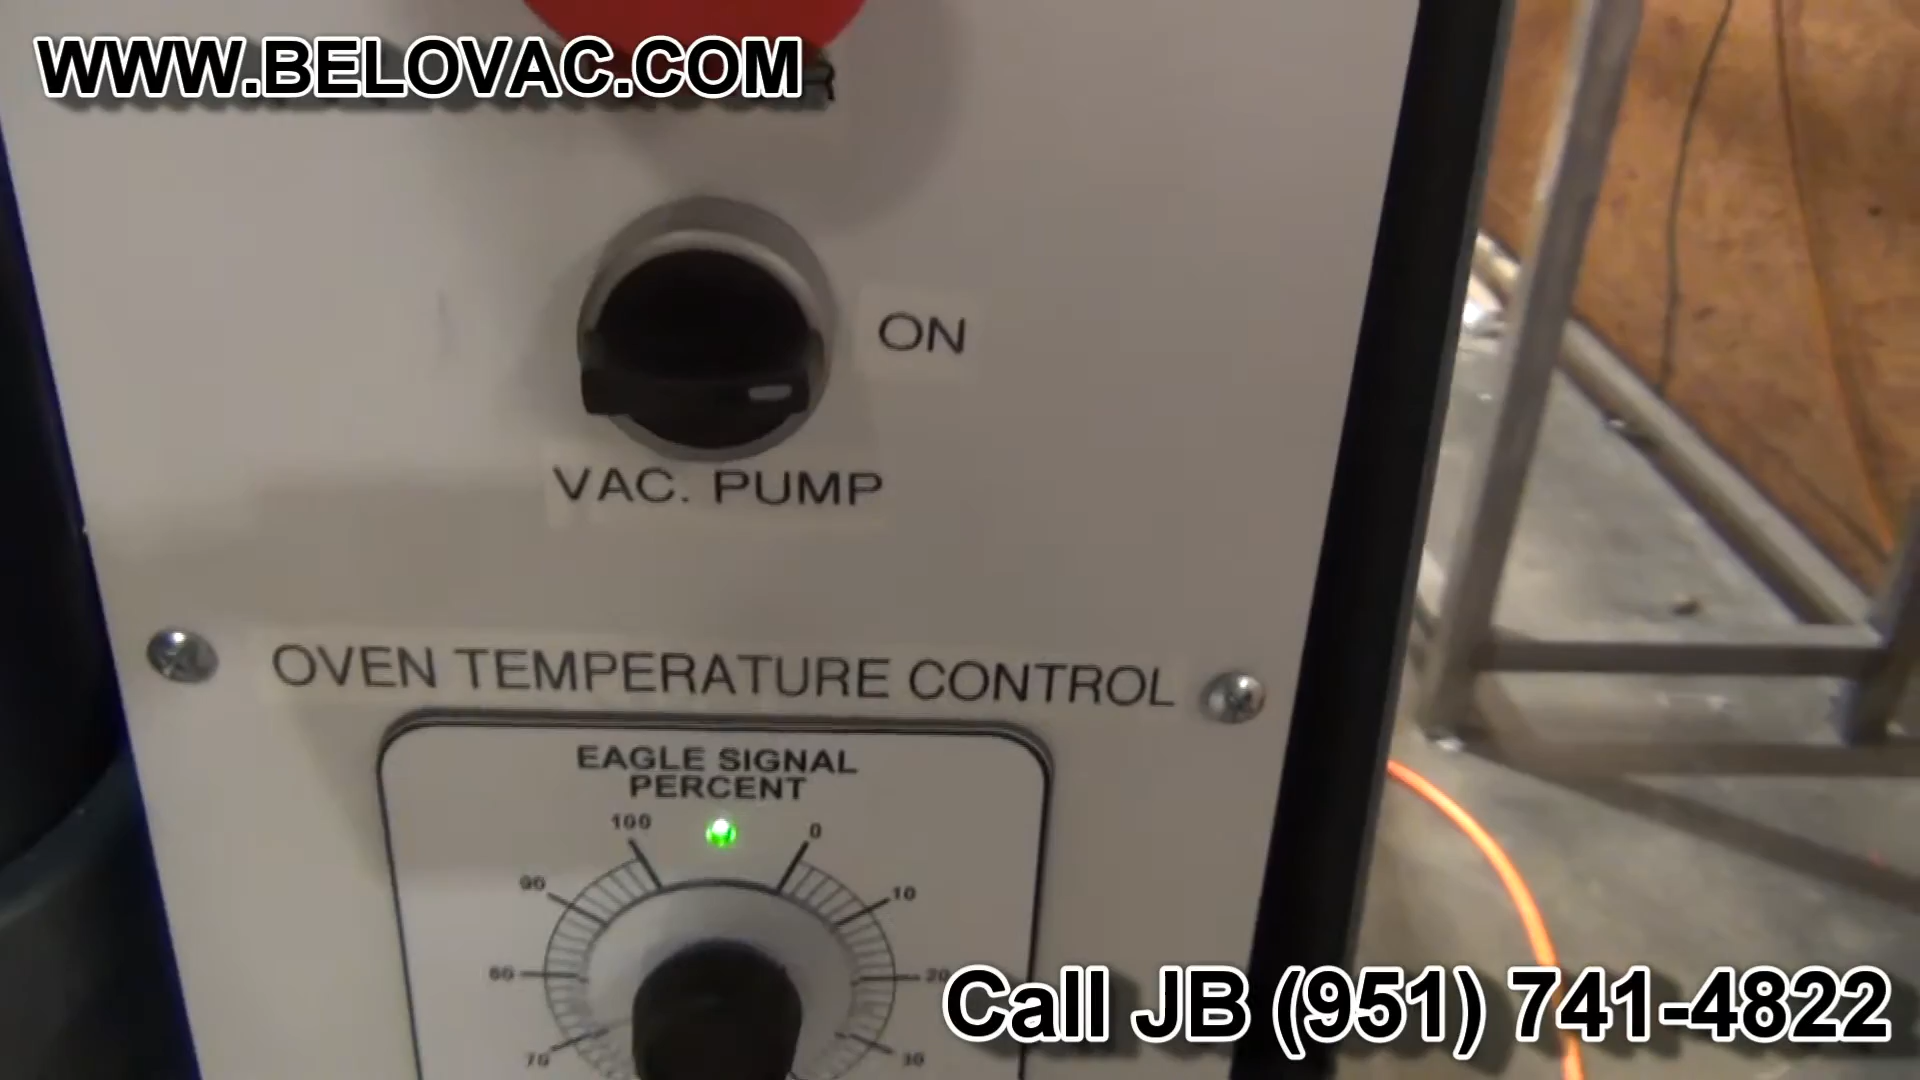 WWW.BELOVAC.COM
ON
VAC. PUMP
OVEN TEMPERATURE CONTROL
EAGLE SIGNAL
PERCENT
100
0
90
10
80
20
70
30
Call JB (951) 741-4822